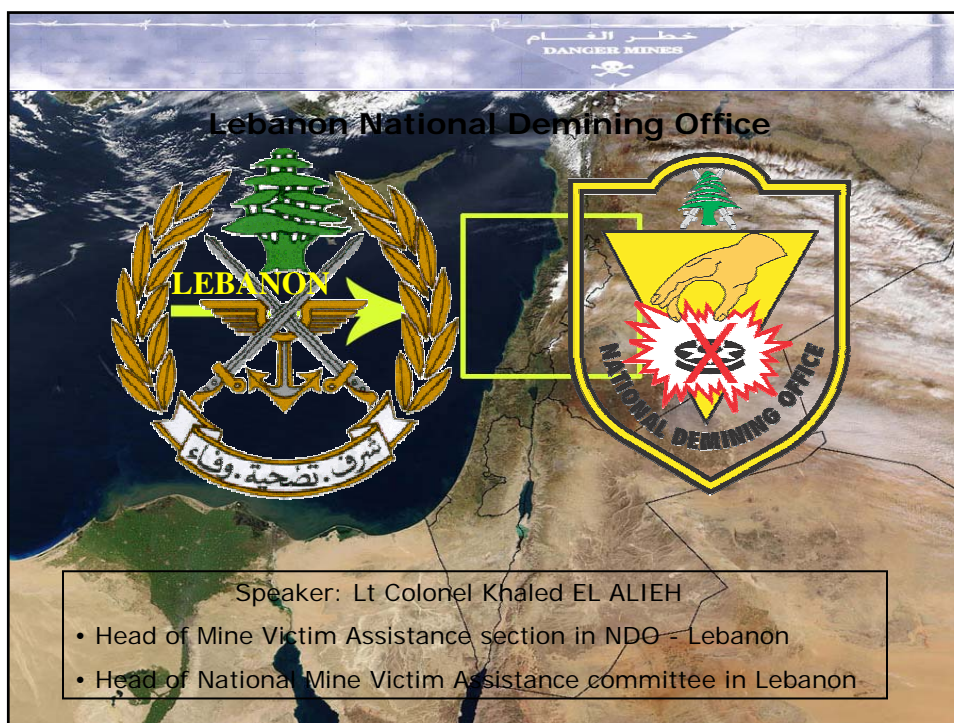 خطر الغام
DANGER MINES
Lebanon National Demining Office
LEBANON
شرف.تضحية.وفاء
NATIONAL DEMINING OFFICE
Speaker: Lt Colonel Khaled EL ALIEH
• Head of Mine Victim Assistance section in NDO - Lebanon
• Head of National Mine Victim Assistance committee in Lebanon